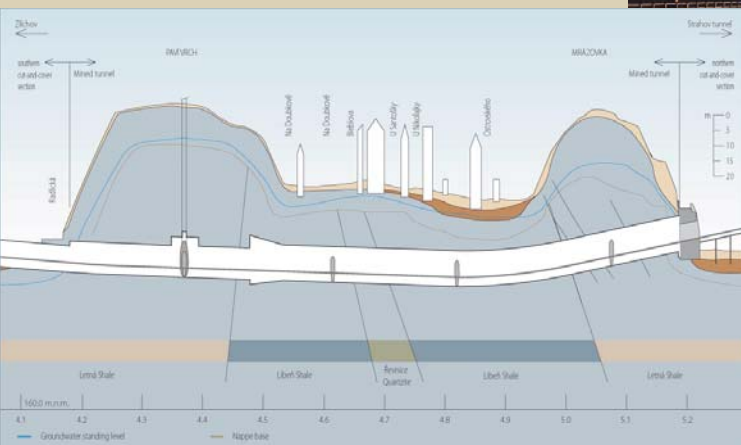 Zlíchov
Strahov tunnel
PAVÍ VRCH
MRÁZOVKA
southern
cut-and-cover
section
Mined tunnel
Mined tunnel
northern
cut-and-cover
section
Radlická
Na Doubkové
Na Doubkové
Bieblova
U Santošky
U Nikolajky
Ostrovského
m
0
5
10
15
20
Letná Shale
Libeň Shale
Řevnice
Quartzite
Libeň Shale
Letná Shale
160.0 m.n.m.
4.1 4.2 4.3 4.4 4.5 4.6 4.7 4.8 4.9 5.0 5.1 5.2
Groundwater standing level
Nappe base